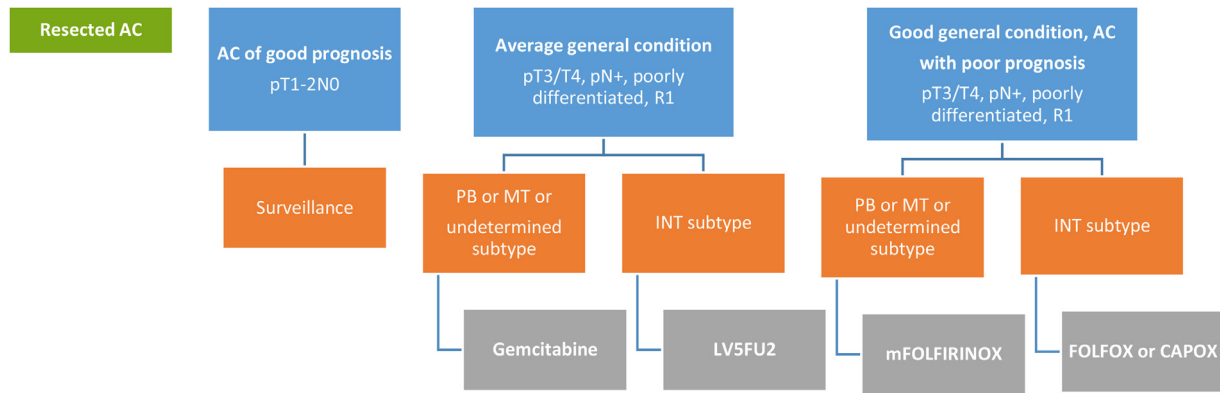 Resected AC
AC of good prognosis
pT1-2N0
Surveillance
Average general condition
pT3/T4, pN+, poorly
differentiated, R1
PB or MT or
undetermined
subtype
Gemcitabine
INT subtype
LV5FU2
Good general condition, AC
with poor prognosis
pT3/T4, pN+, poorly
differentiated, R1
PB or MT or
undetermined
subtype
mFOLFIRINOX
INT subtype
FOLFOX or CAPOX